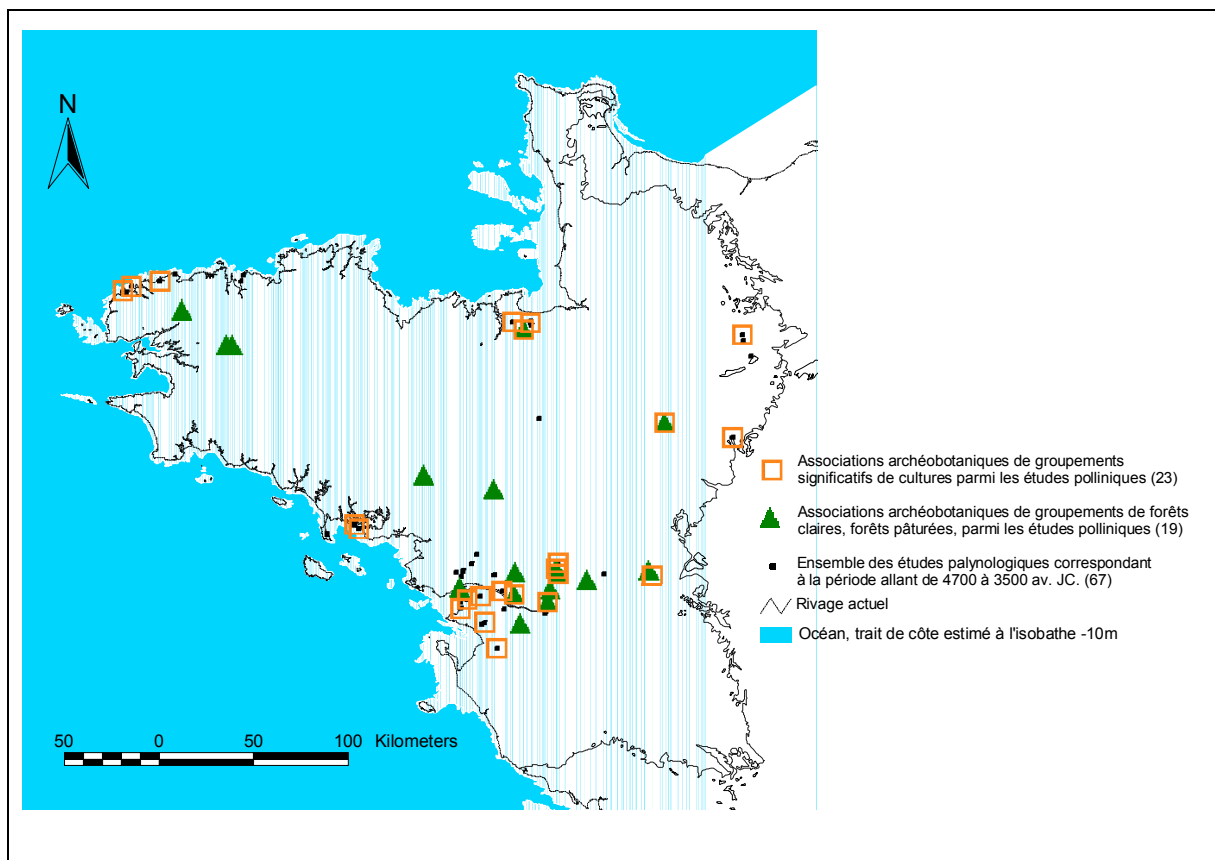 N
Associations archéobotaniques de groupements
significatifs de cultures parmi les études polliniques (23)
Associations archéobotaniques de groupements de forêts
claires, forêts pâturées, parmi les études polliniques (19)
Ensemble des études palynologiques correspondant
à la période allant de 4700 à 3500 av. JC. (67)
Rivage actuel
Océan, trait de côte estimé à l'isobathe -10m
50 0 50 100 Kilometers